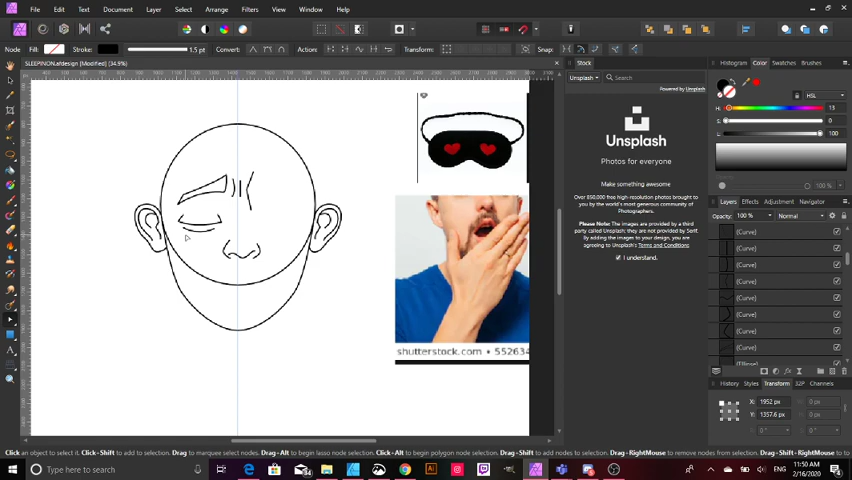 File Edit Text Layer Document Select Arrange Filters View Window Help
Node Fill: Stroke: 1.5 pt Convert: Action: Transform: Snap:
SLEEPINON.afdesign [Modified] (34.9%)
Stock
Unsplash Search
Powered by Unsplash
Unsplash
Photos for everyone
Make something awesome
Over 850,000 free high-resolution photos brought to you by the world's most generous community of Photographers.
Please Note: The images are provided by a third party called Unsplash; they are not provided by Serif. By adding the images to your design, you are agreeing to Unsplash's Terms and Conditions
I understand.
shutterstock.com • 552634
Histogram Color Swatches Brushes
HSL
H: 13
S: 0
L: 100
Opacity 100 %
Layers Effects Adjustment Navigator
Opacity: 100 % Normal
(Curve)
(Curve)
(Curve)
(Curve)
(Curve)
(Curve)
(Curve)
(Curve)
(Ellipse)
History Styles Transform 32P Channels
X: 1952 px W: 0 px
Y: 1357.6 px H: 0 px
R: 0 ° S: 0 °
Click an object to select it. Click+Shift to add to selection. Drag to marquee select nodes. Drag+Alt to begin lasso node selection. Click+Alt to begin polygon node selection. Drag+Shift to add nodes to selection. Drag+RightMouse to remove nodes from selection.
Type here to search
ENG
11:50 AM
2/16/2020